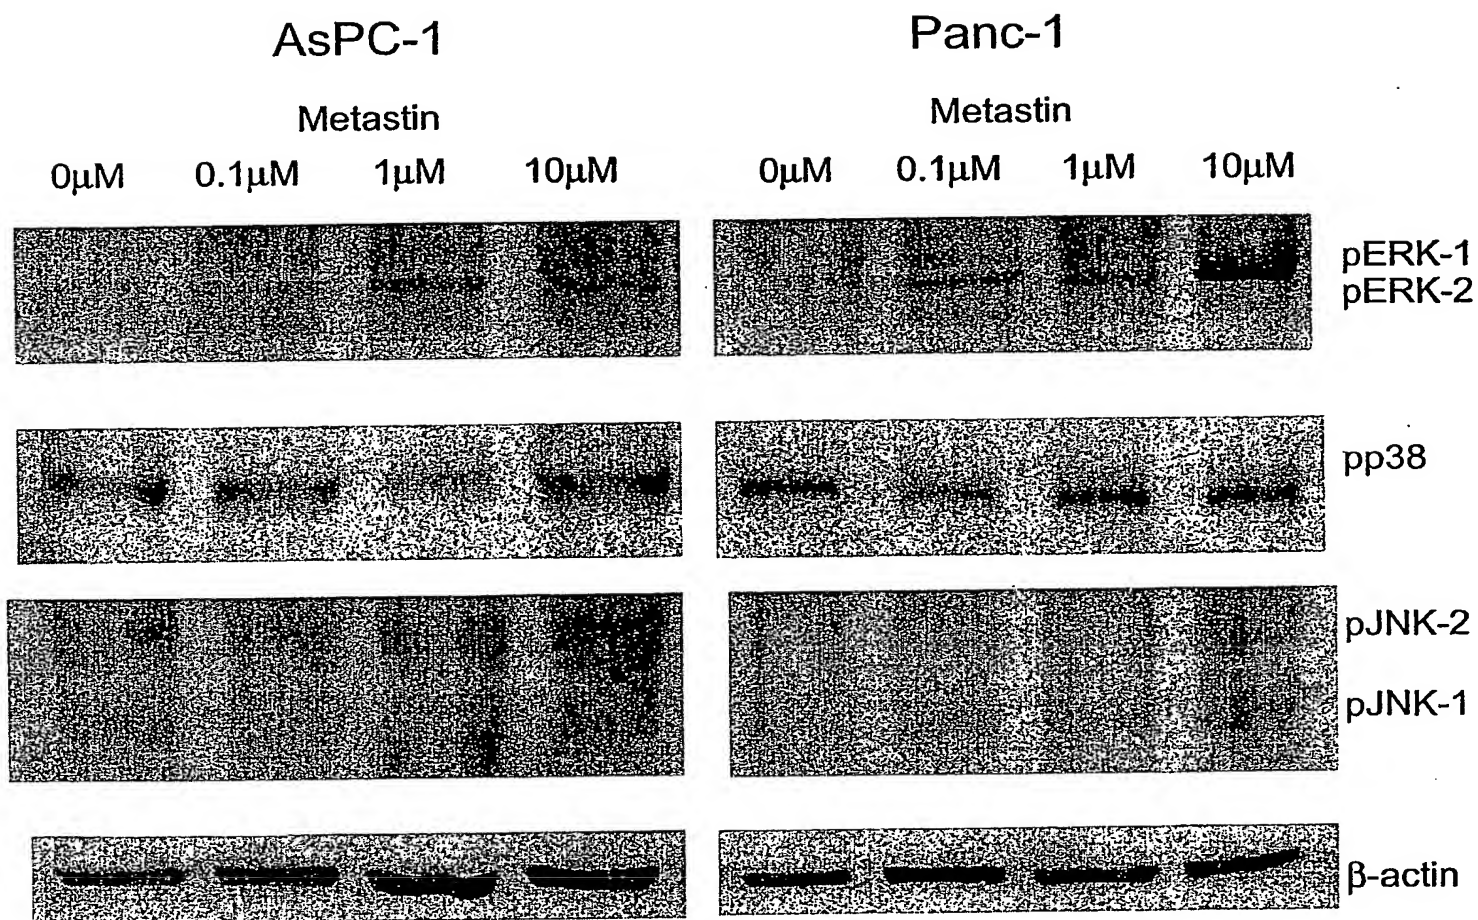 AsPC-1 Panc-1
Metastin Metastin
0μM 0.1μM 1μM 10μM 0μM 0.1μM 1μM 10μM
pERK-1
pERK-2
pp38
pJNK-2
pJNK-1
β-actin